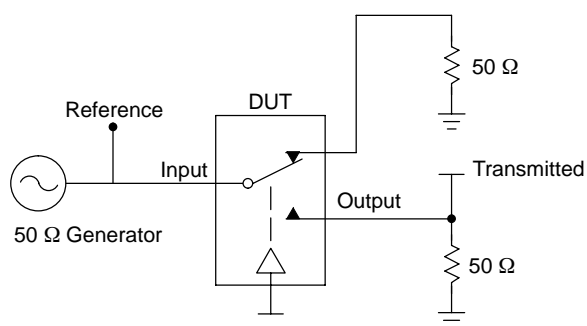 50 Ω
DUT
Reference
Input
Transmitted
Output
50 Ω Generator
50 Ω